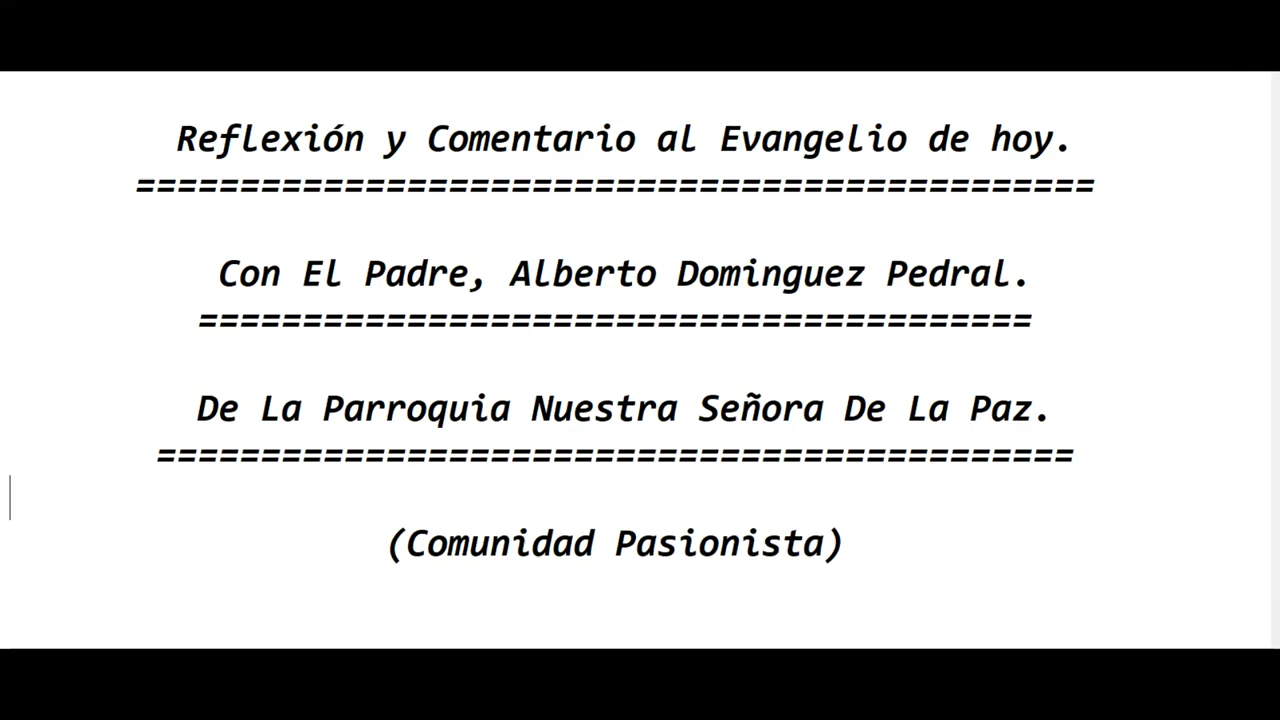 Reflexión y Comentario al Evangelio de hoy.
==============================================
Con El Padre, Alberto Dominguez Pedral.
========================================
De La Parroquia Nuestra Señora De La Paz.
============================================
(Comunidad Pasionista)